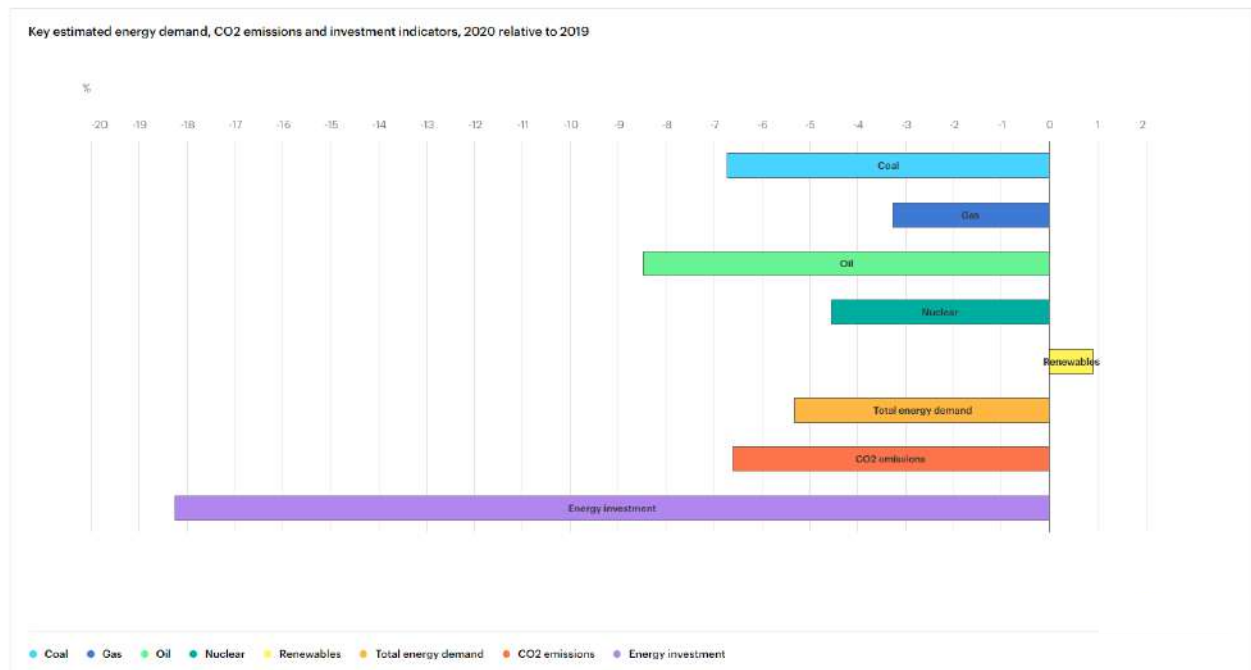 Key estimated energy demand, CO2 emissions and investment indicators, 2020 relative to 2019
%
-20 -19 -18 -17 -16 -15 -14 -13 -12 -11 -10 -9 -8 -7 -6 -5 -4 -3 -2 -1 0 1 2
Coal
Gas
Oil
Nuclear
Renewables
Total energy demand
CO2 emissions
Energy investment
Coal Gas Oil Nuclear Renewables Total energy demand CO2 emissions Energy investment